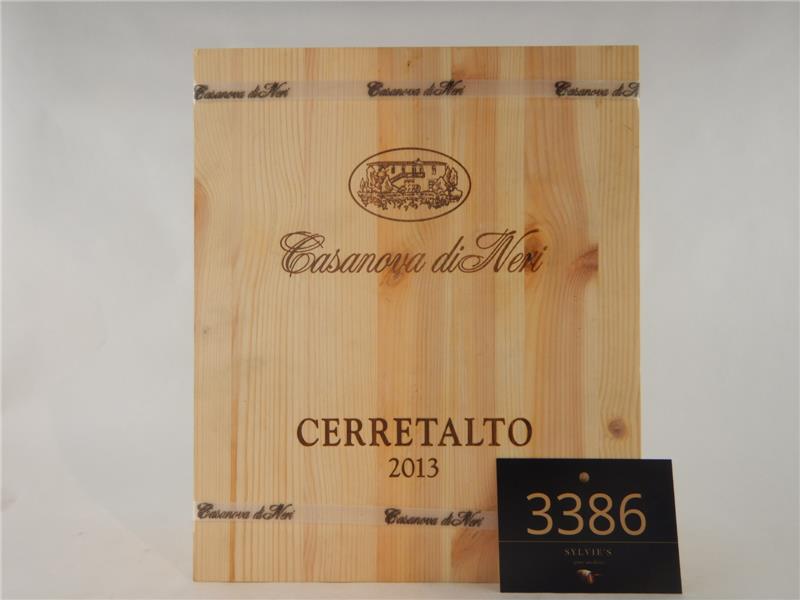 Casanova di Neri Casanova di Neri Casanova di N
Casanova di Neri
CERRETALTO
2013
Casanova di Neri Casanova di Neri
3386
SYLVIE'S